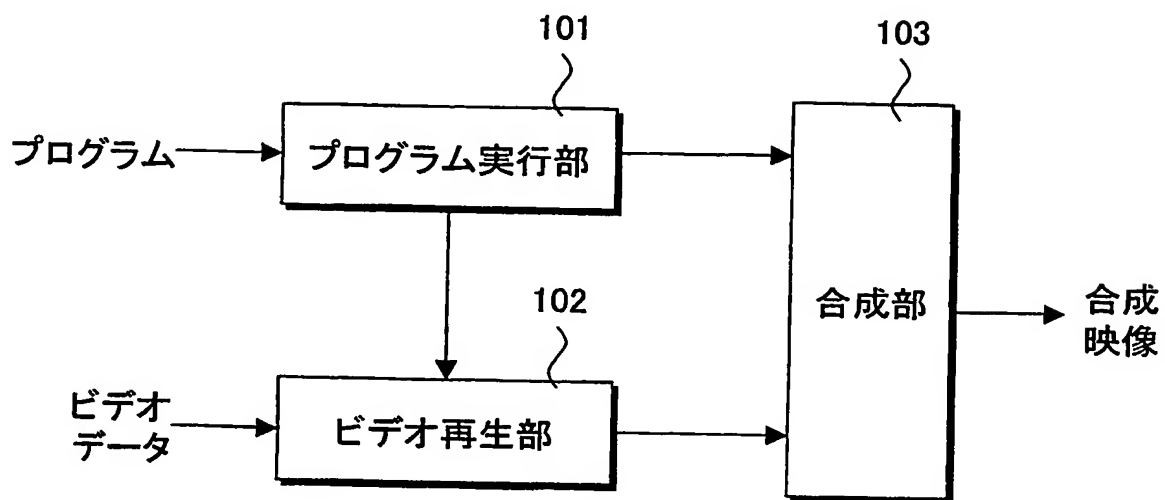 101
103
プログラム
プログラム実行部
102
合成部
合成
映像
ビデオ
データ
ビデオ再生部